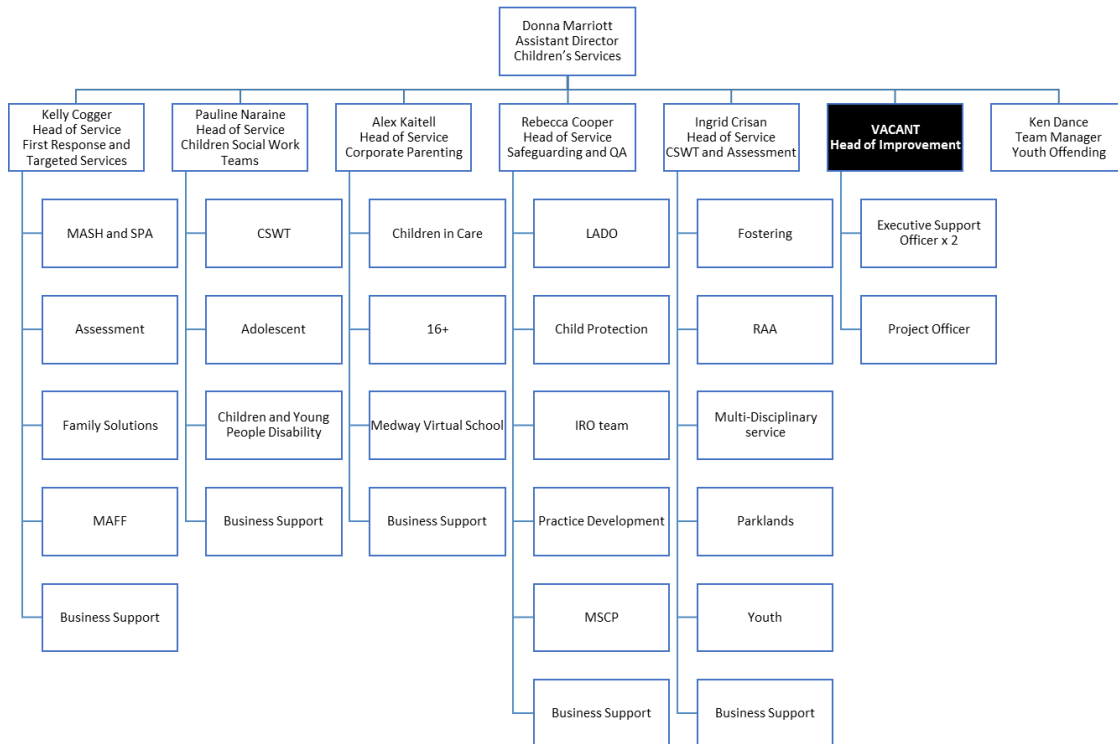 Donna Marriott
Assistant Director
Children's Services
Kelly Cogger
Head of Service
First Response and
Targeted Services
Pauline Naraine
Head of Service
Children Social Work
Teams
Alex Kaitell
Head of Service
Corporate Parenting
Rebecca Cooper
Head of Service
Safeguarding and QA
Ingrid Crisan
Head of Service
CSWT and Assessment
VACANT
Head of Improvement
Ken Dance
Team Manager
Youth Offending
MASH and SPA
Assessment
Family Solutions
MAFF
Business Support
CSWT
Adolescent
Children and Young
People Disability
Business Support
Children in Care
16+
Medway Virtual School
Business Support
LADO
Child Protection
IRO team
Practice Development
MSCP
Business Support
Fostering
RAA
Multi-Disciplinary
service
Parklands
Youth
Business Support
Executive Support
Officer x 2
Project Officer